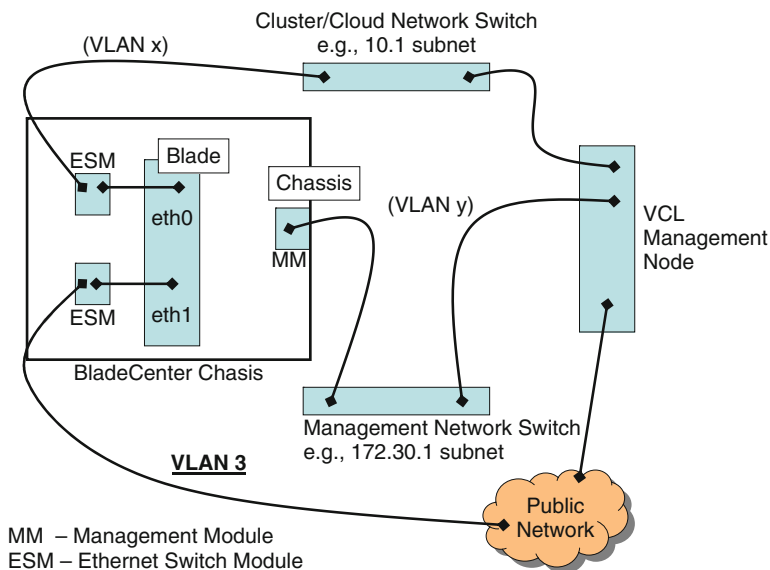 Cluster/Cloud Network Switch
e.g., 10.1 subnet
(VLAN x)
ESM
Blade
Chassis
eth0
MM
(VLAN y)
VCL
Management
Node
ESM
eth1
BladeCenter Chasis
Management Network Switch
e.g., 172.30.1 subnet
VLAN 3
Public
Network
MM – Management Module
ESM – Ethernet Switch Module